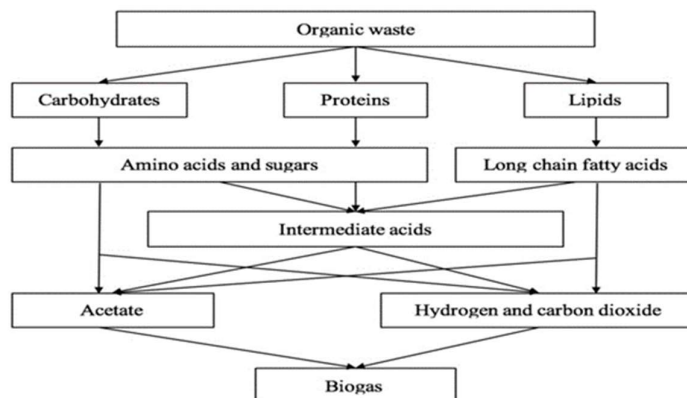 Organic waste
Carbohydrates
Proteins
Lipids
Amino acids and sugars
Long chain fatty acids
Intermediate acids
Acetate
Hydrogen and carbon dioxide
Biogas